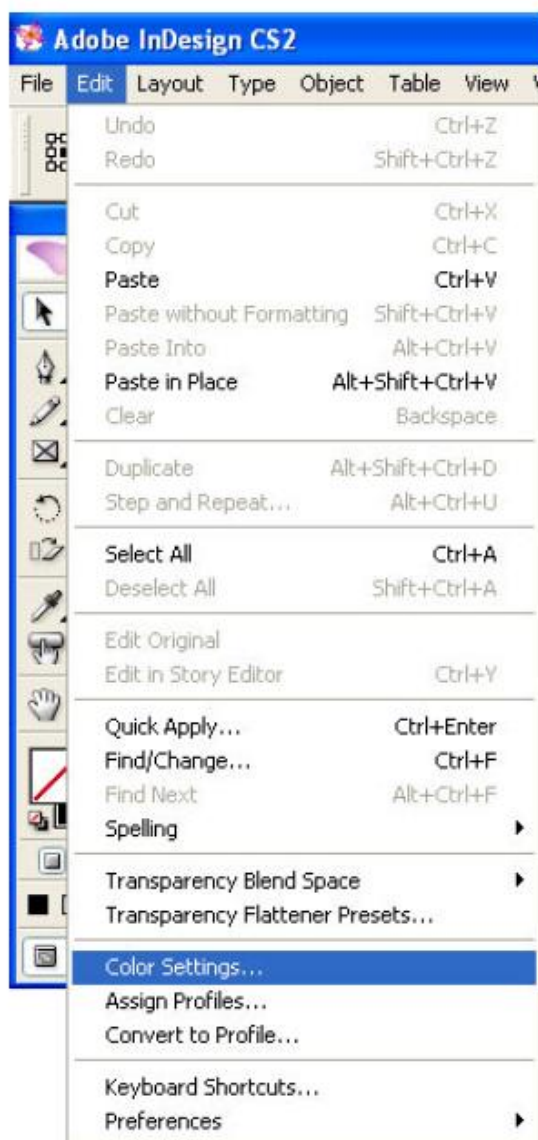 Adobe InDesign CS2
File Edit Layout Type Object Table View
Undo Ctrl+Z
Redo Shift+Ctrl+Z
Cut Ctrl+X
Copy Ctrl+C
Paste Ctrl+V
Paste without Formatting Shift+Ctrl+V
Paste Into Alt+Ctrl+V
Paste in Place Alt+Shift+Ctrl+V
Clear Backspace
Duplicate Alt+Shift+Ctrl+D
Step and Repeat... Alt+Ctrl+U
Select All Ctrl+A
Deselect All Shift+Ctrl+A
Edit Original
Edit in Story Editor Ctrl+Y
Quick Apply... Ctrl+Enter
Find/Change... Ctrl+F
Find Next Alt+Ctrl+F
Spelling
Transparency Blend Space
Transparency Flattener Presets...
Color Settings...
Assign Profiles...
Convert to Profile...
Keyboard Shortcuts...
Preferences